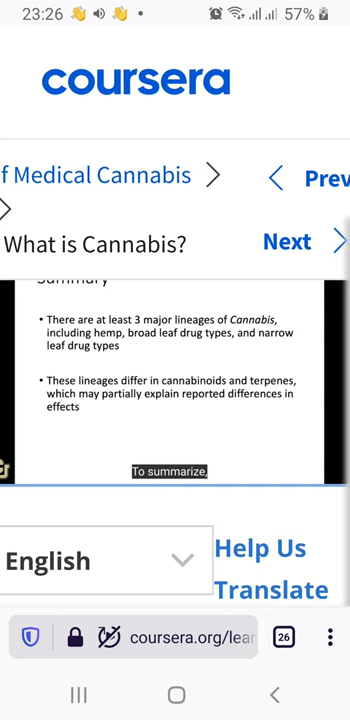 23:26
57%
coursera
f Medical Cannabis
Prev
What is Cannabis?
Next
Summary
• There are at least 3 major lineages of Cannabis,
including hemp, broad leaf drug types, and narrow
leaf drug types
• These lineages differ in cannabinoids and terpenes,
which may partially explain reported differences in
effects
To summarize,
English
Help Us
Translate
coursera.org/lear
26